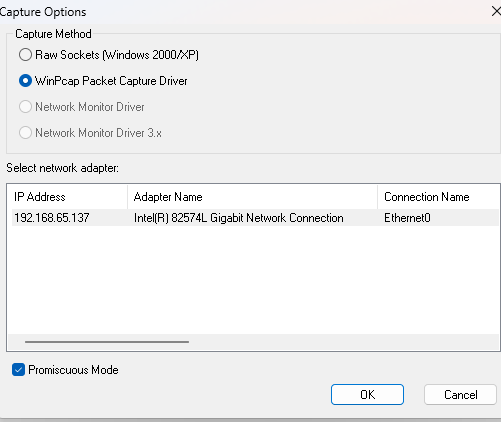 Capture Options
Capture Method
Raw Sockets (Windows 2000/XP)
WinPcap Packet Capture Driver
Network Monitor Driver
Network Monitor Driver 3.x
Select network adapter:
IP Address Adapter Name Connection Name
192.168.65.137 Intel(R) 82574L Gigabit Network Connection Ethernet0
Promiscuous Mode
OK Cancel